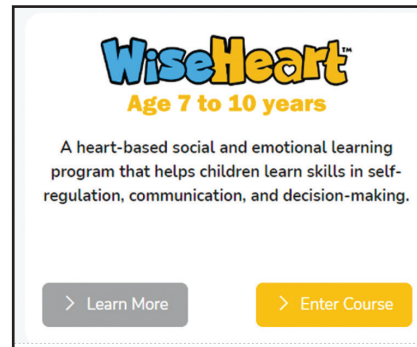 WiseHeart™
Age 7 to 10 years
A heart-based social and emotional learning
program that helps children learn skills in self-
regulation, communication, and decision-making.
> Learn More
> Enter Course